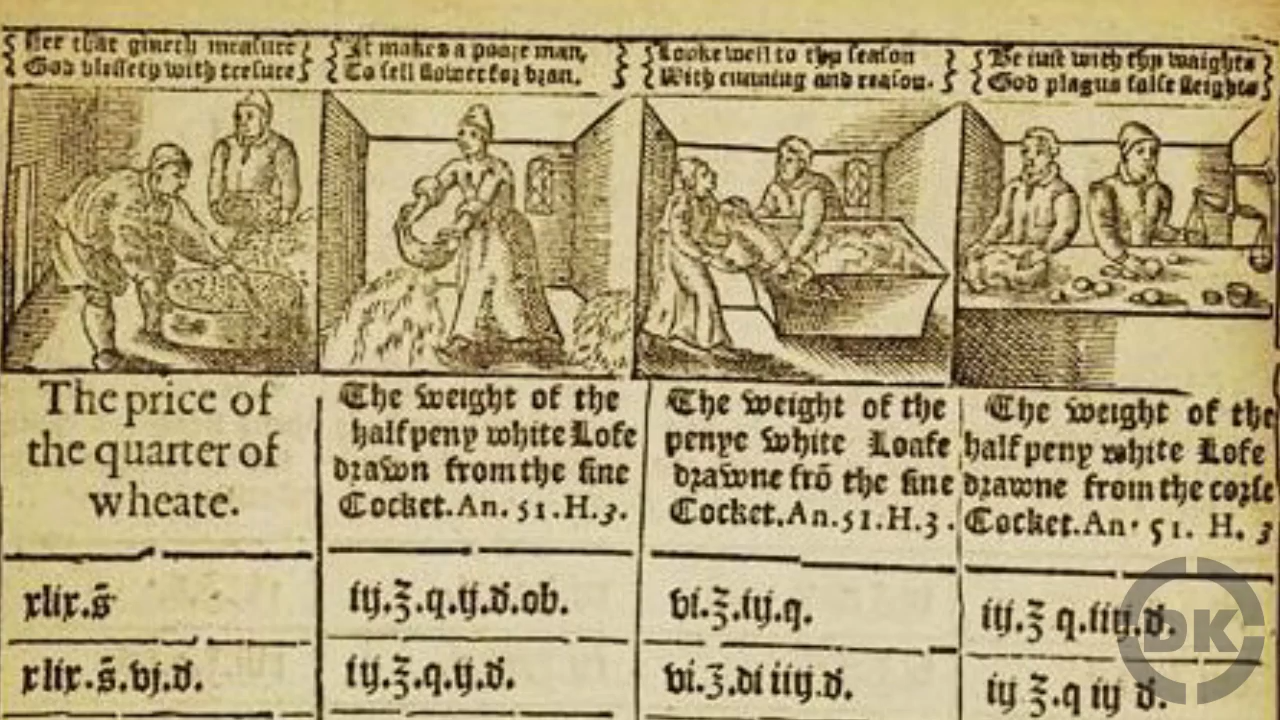 Hee that giueth measure
God blesseth with tresure
It makes a poore man,
To sell flower for bran.
Looke well to thy season
With cunning and reason.
Be iust with thy waights
God plagus false sleights
The price of
the quarter of
wheate.
The weight of the
halfpeny white Lofe
drawn from the fine
Cocket. An. 51. H. 3.
The weight of the
penye white Loafe
drawne frō the fine
Cocket. An. 51. H. 3.
The weight of the
halfpeny white Lofe
drawne from the corse
Cocket. An. 51. H. 3
xlix.s̄
iij.℥.q.ij.d.ob.
vi.℥.iij.q.
iij.℥ q.iiij.d.
xlix.s̄.vj.d.
iij.℥.q.ij.d.
vi.℥.di iiij.d.
iij ℥.q iij d.
DK